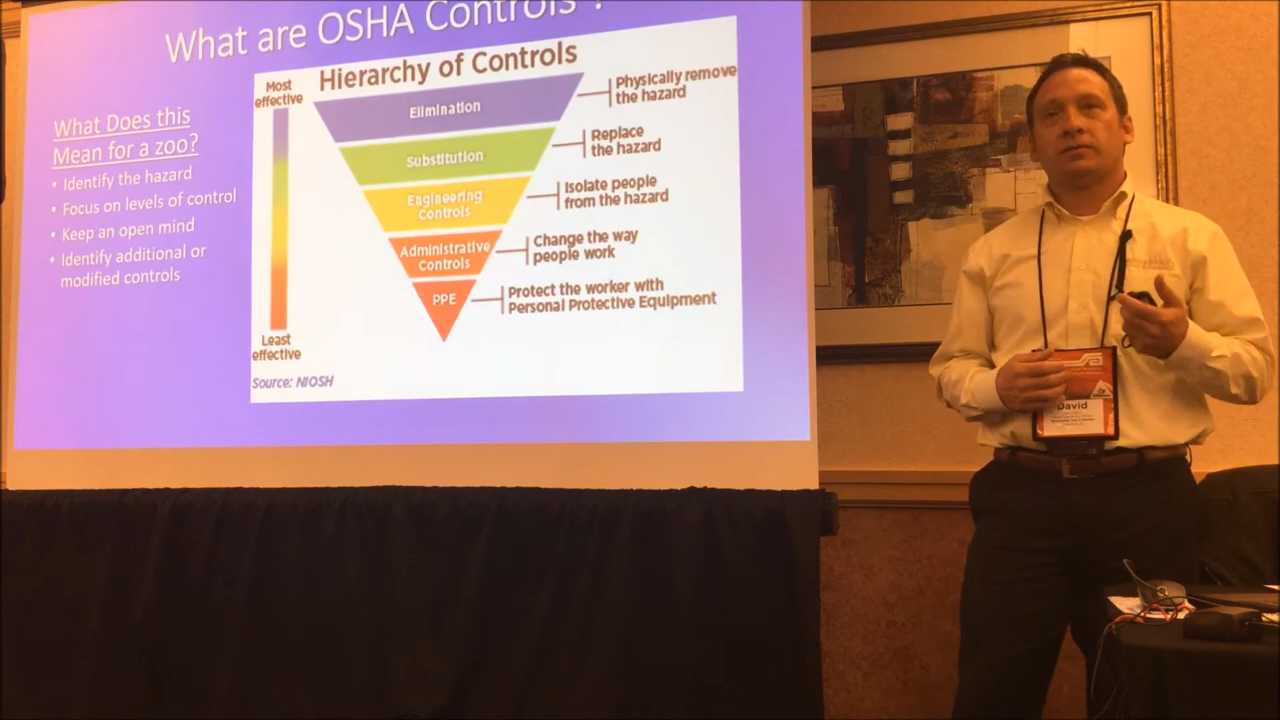 What are OSHA Controls ?
What Does this
Mean for a zoo?
• Identify the hazard
• Focus on levels of control
• Keep an open mind
• Identify additional or
modified controls
Hierarchy of Controls
Most
effective
Least
effective
Elimination
Physically remove
the hazard
Substitution
Replace
the hazard
Engineering
Controls
Isolate people
from the hazard
Administrative
Controls
Change the way
people work
PPE
Protect the worker with
Personal Protective Equipment
Source: NIOSH
David